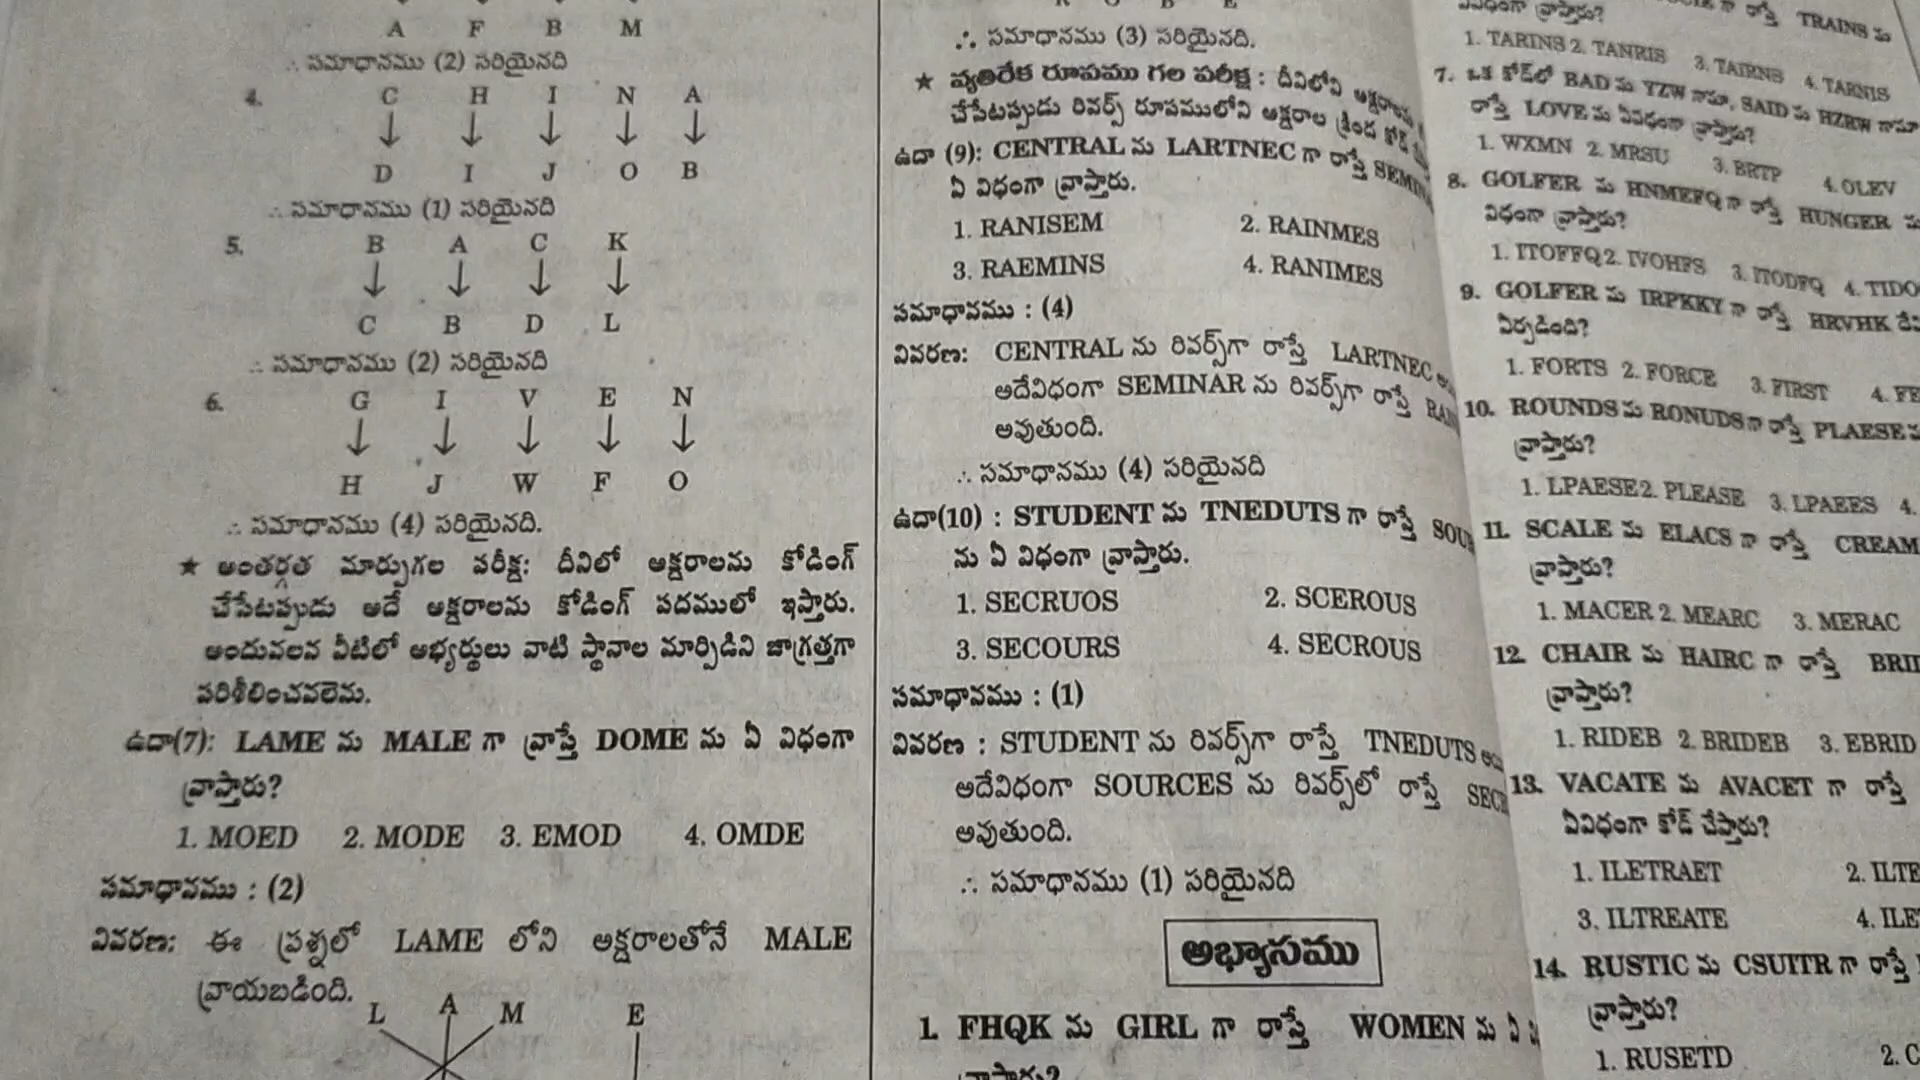 A F B M
∴ సమాధానము (2) సరియైనది
4. C H I N A
D I J O B
∴ సమాధానము (1) సరియైనది
5. B A C K
C B D L
∴ సమాధానము (2) సరియైనది
6. G I V E N
H J W F O
∴ సమాధానము (4) సరియైనది.
★ అంతర్గత మార్పుగల పరీక్ష: దీనిలో అక్షరాలను కోడింగ్
చేసేటప్పుడు అదే అక్షరాలను కోడింగ్ పదములో ఇస్తారు.
అందువలన వీటిలో అభ్యర్థులు వాటి స్థానాల మార్పిడిని జాగ్రత్తగా
పరిశీలించవలెను.
ఉదా(7): LAME ను MALE గా వ్రాస్తే DOME ను ఏ విధంగా
వ్రాస్తారు?
1. MOED 2. MODE 3. EMOD 4. OMDE
సమాధానము : (2)
వివరణ: ఈ ప్రశ్నలో LAME లోని అక్షరాలతోనే MALE
వ్రాయబడింది.
L A M E
∴ సమాధానము (3) సరియైనది.
★ వ్యతిరేక రూపము గల పరీక్ష : దీనిలోని
చేసేటప్పుడు రివర్స్ రూపములోని అక్షరాల క్రింద కోడ్
ఉదా (9): CENTRAL ను LARTNEC గా రాస్తే
ఏ విధంగా వ్రాస్తారు.
1. RANISEM 2. RAINMES
3. RAEMINS 4. RANIMES
సమాధానము : (4)
వివరణ: CENTRAL ను రివర్స్‌గా రాస్తే LARTNEC
అదేవిధంగా SEMINAR ను రివర్స్‌గా రాస్తే
అవుతుంది.
∴ సమాధానము (4) సరియైనది
ఉదా(10) : STUDENT ను TNEDUTS గా రాస్తే
ను ఏ విధంగా వ్రాస్తారు.
1. SECRUOS 2. SCEROUS
3. SECOURS 4. SECROUS
సమాధానము : (1)
వివరణ : STUDENT ను రివర్స్‌గా రాస్తే TNEDUTS
అదేవిధంగా SOURCES ను రివర్స్‌లో రాస్తే
అవుతుంది.
∴ సమాధానము (1) సరియైనది
అభ్యాసము
1. FHQK ను GIRL గా రాస్తే WOMEN ను ఏ
వ్రాస్తారు?
గా రాస్తే TRAINS ను
వ్రాస్తారు?
1. TARINS 2. TANRIS 3. TAIRNS 4. TARNIS
7. ఒక కోడ్‌లో BAD ను YZW గానూ, SAID ను HZRW గానూ
రాస్తే LOVE ను ఏవిధంగా వ్రాస్తారు?
1. WXMN 2. MRSU 3. BRTP 4. OLEV
8. GOLFER ను HNMEFQ గా రాస్తే HUNGER ను
విధంగా వ్రాస్తారు?
1. ITOFFQ 2. IVOHFS 3. ITODFQ 4. TIDO
9. GOLFER ను IRPKKY గా రాస్తే HRVHK
ఏర్పడింది?
1. FORTS 2. FORCE 3. FIRST 4. FE
10. ROUNDS ను RONUDS గా రాస్తే PLAESE
వ్రాస్తారు?
1. LPAESE 2. PLEASE 3. LPAEES 4.
11. SCALE ను ELACS గా రాస్తే CREAM
వ్రాస్తారు?
1. MACER 2. MEARC 3. MERAC
12. CHAIR ను HAIRC గా రాస్తే BRI
వ్రాస్తారు?
1. RIDEB 2. BRIDEB 3. EBRID
13. VACATE ను AVACET గా రాస్తే
ఏవిధంగా కోడ్ చేస్తారు?
1. ILETRAET 2. ILTE
3. ILTREATE 4. ILE
14. RUSTIC ను CSUITR గా రాస్తే
వ్రాస్తారు?
1. RUSETD 2. C